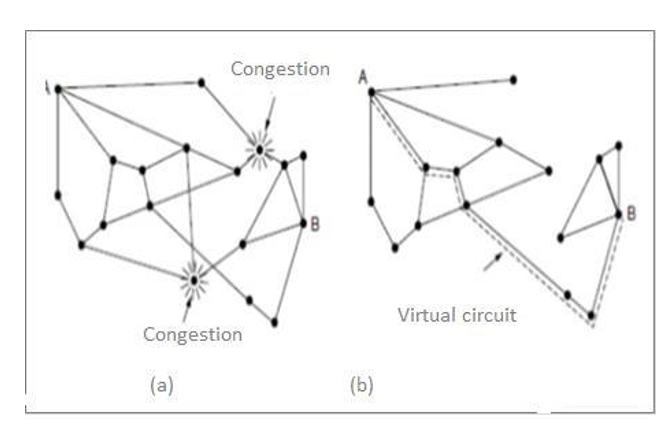 Congestion
A
B
Congestion
(a)
A
B
Virtual circuit
(b)